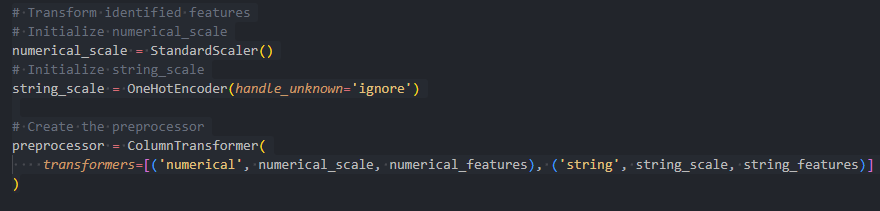 # Transform identified features
# Initialize numerical_scale
numerical_scale = StandardScaler()
# Initialize string_scale
string_scale = OneHotEncoder(handle_unknown='ignore')

# Create the preprocessor
preprocessor = ColumnTransformer(
    transformers=[('numerical', numerical_scale, numerical_features), ('string', string_scale, string_features)]
)